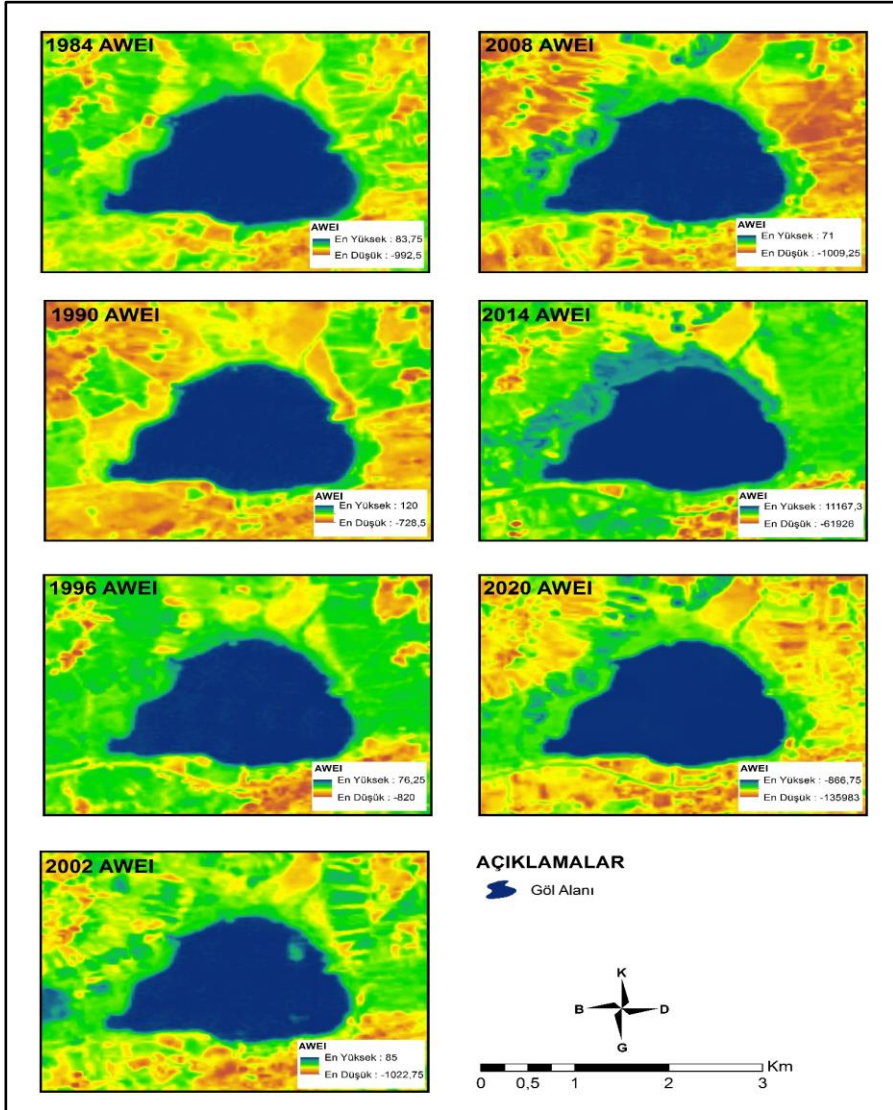 1984 AWEI
AWEI
En Yüksek : 83,75
En Düşük : -992,5
1990 AWEI
AWEI
En Yüksek : 120
En Düşük : -728,5
1996 AWEI
AWEI
En Yüksek : 76,25
En Düşük : -820
2002 AWEI
AWEI
En Yüksek : 85
En Düşük : -1022,75
2008 AWEI
AWEI
En Yüksek : 71
En Düşük : -1009,25
2014 AWEI
AWEI
En Yüksek : 11167,3
En Düşük : -61926
2020 AWEI
AWEI
En Yüksek : -866,75
En Düşük : -135983
AÇIKLAMALAR
Göl Alanı
K
B D
G
Km
0 0,5 1 2 3